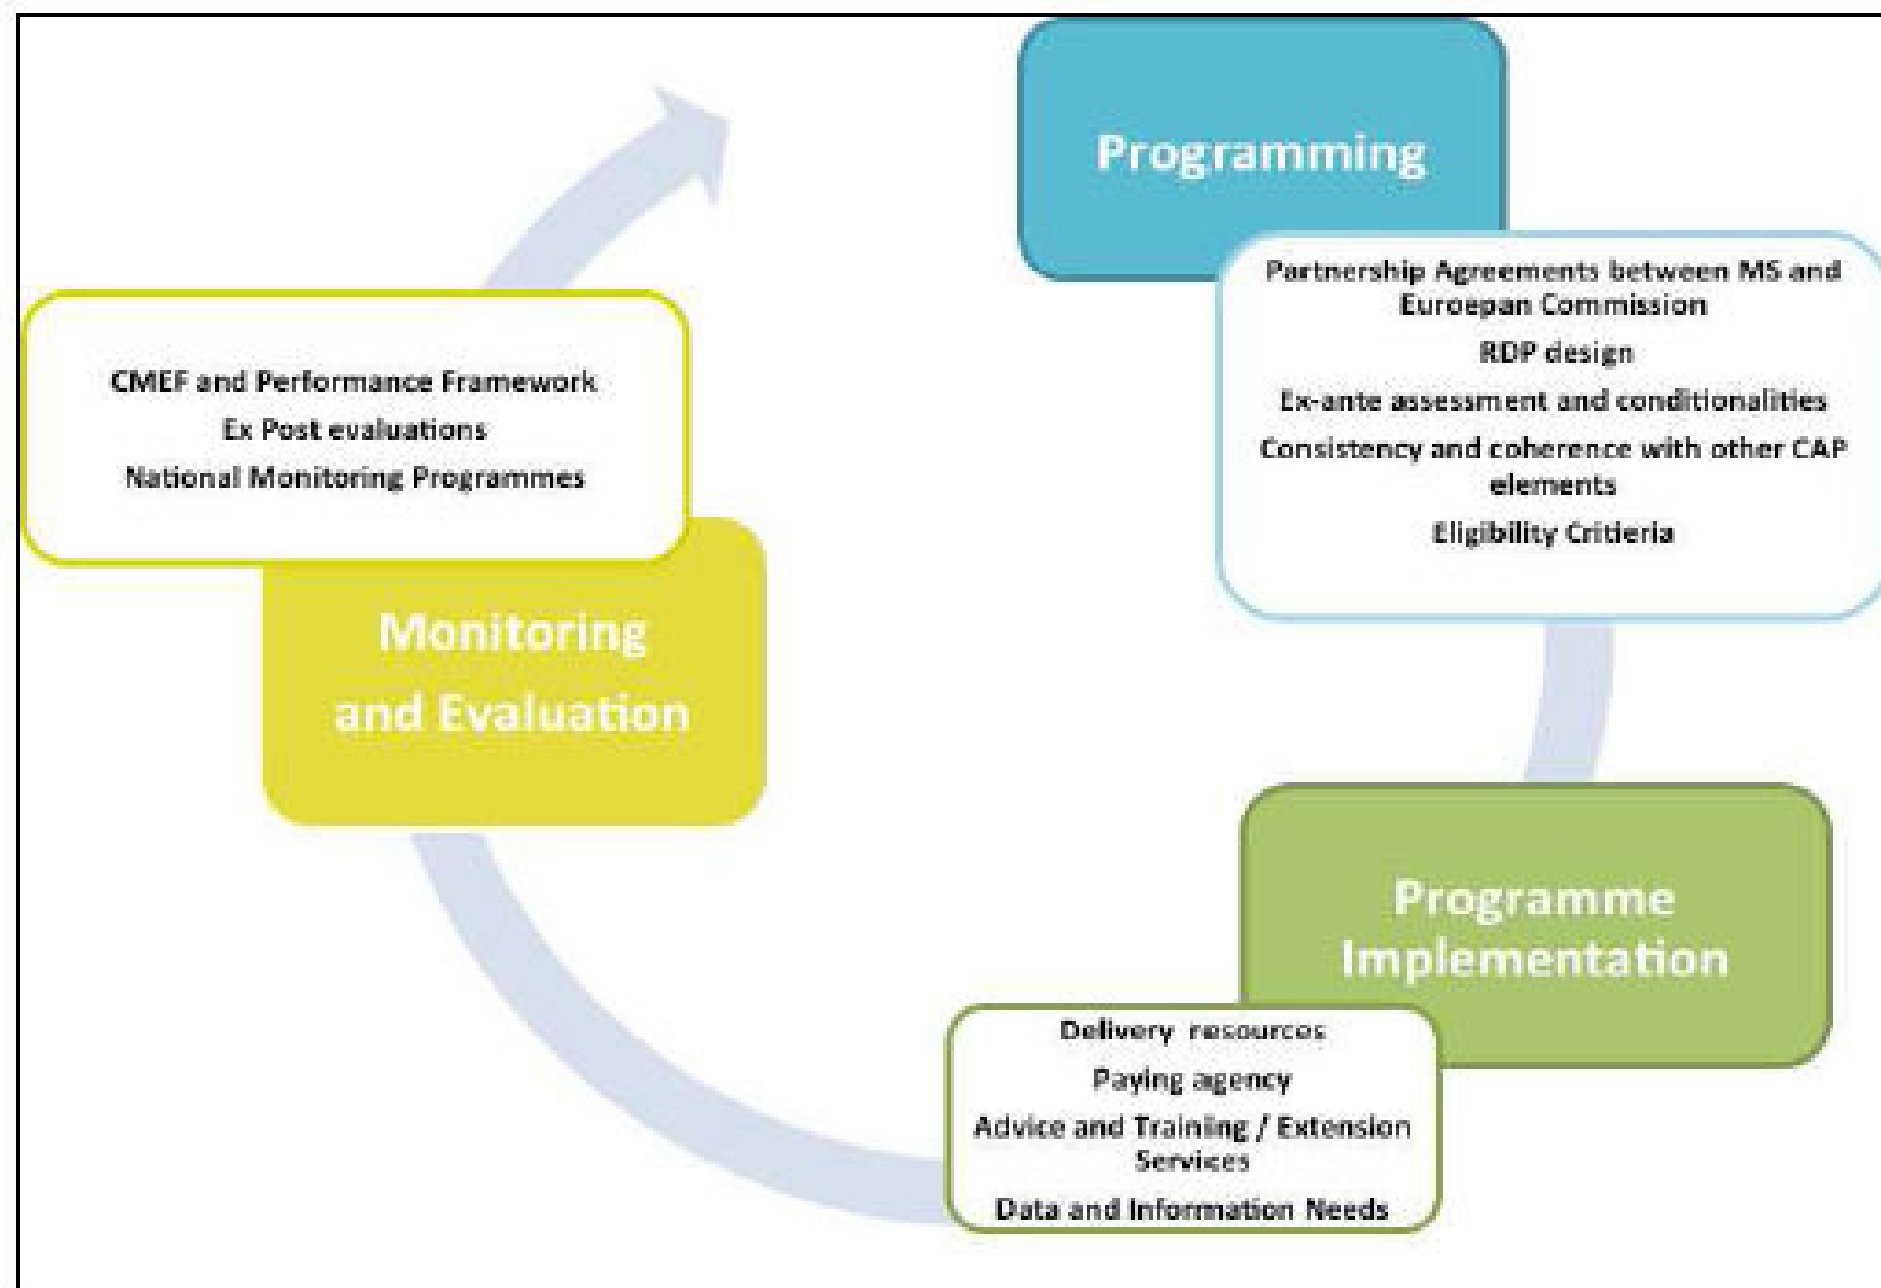 Programming
Partnership Agreements between MS and
Euroepan Commission
RDP design
Ex-ante assessment and conditionalities
Consistency and coherence with other CAP
elements
Eligibility Critieria
Programme
Implementation
Delivery resources
Paying agency
Advice and Training / Extension
Services
Data and Information Needs
CMEF and Performance Framework
Ex Post evaluations
National Monitoring Programmes
Monitoring
and Evaluation